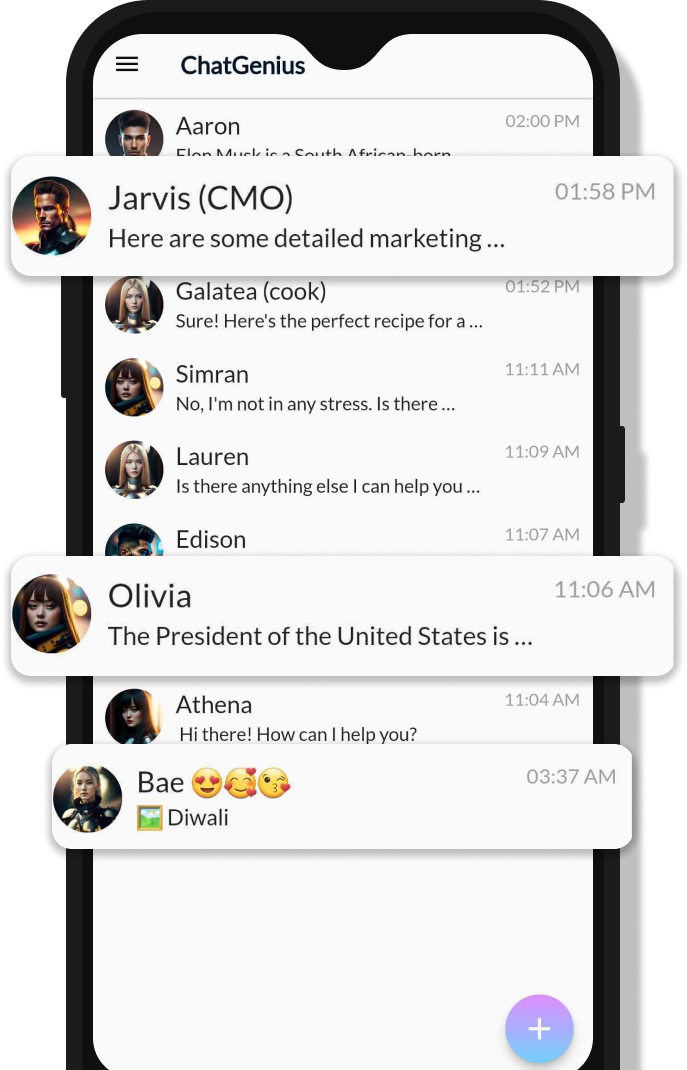 ChatGenius
Aaron
02:00 PM
Elon Musk is a South African-born
Jarvis (CMO)
01:58 PM
Here are some detailed marketing ...
Galatea (cook)
01:52 PM
Sure! Here's the perfect recipe for a ...
Simran
11:11 AM
No, I'm not in any stress. Is there ...
Lauren
11:09 AM
Is there anything else I can help you ...
Edison
11:07 AM
Olivia
11:06 AM
The President of the United States is ...
Athena
11:04 AM
Hi there! How can I help you?
Bae 😍🥰😘
03:37 AM
🖼️ Diwali